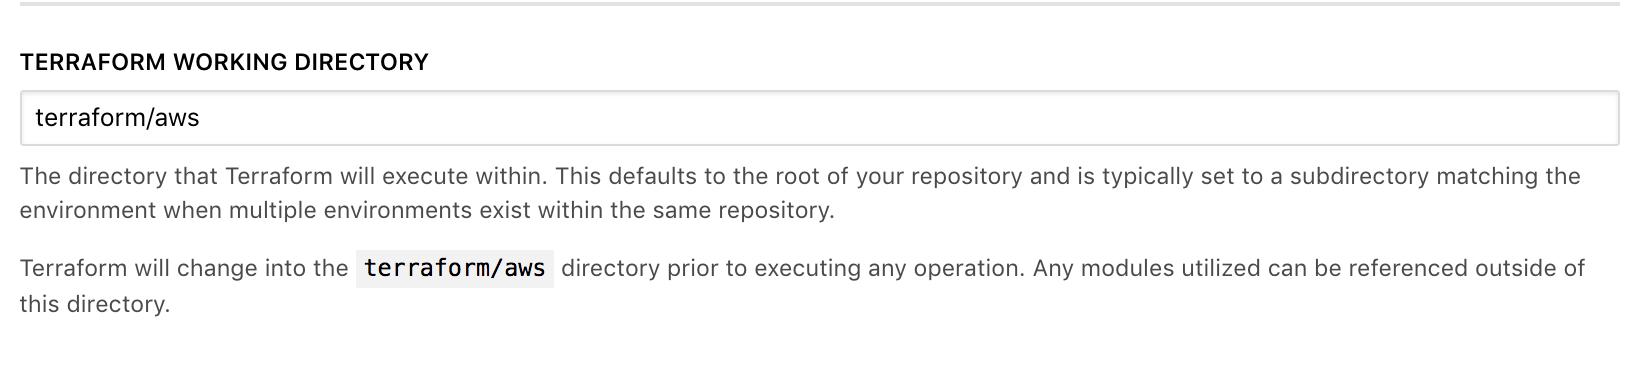 TERRAFORM WORKING DIRECTORY
terraform/aws
The directory that Terraform will execute within. This defaults to the root of your repository and is typically set to a subdirectory matching the
environment when multiple environments exist within the same repository.
Terraform will change into the terraform/aws directory prior to executing any operation. Any modules utilized can be referenced outside of
this directory.